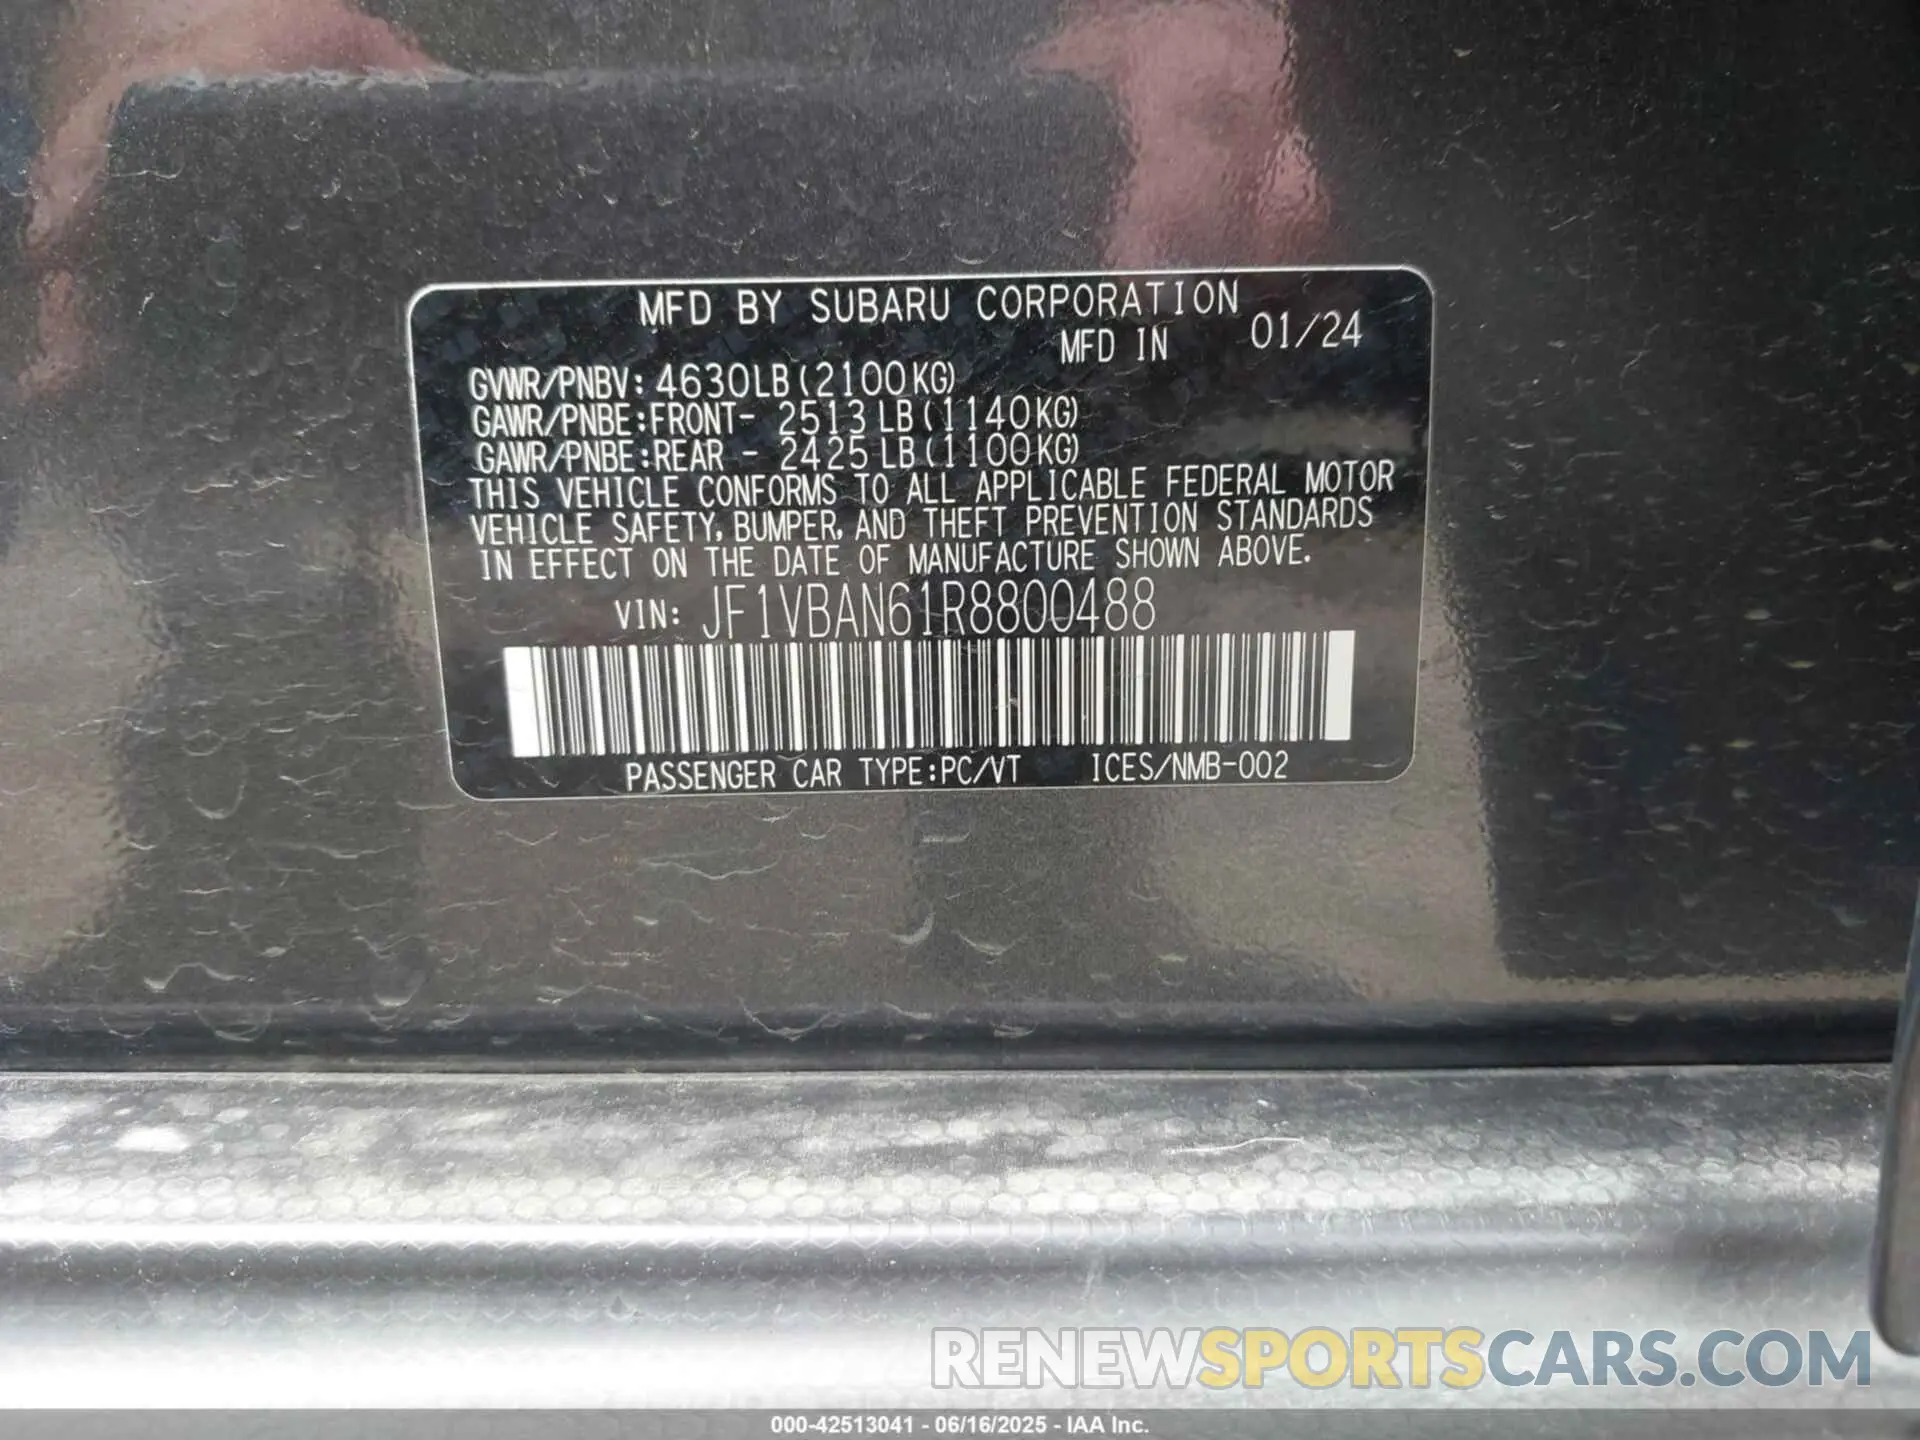 MFD BY SUBARU CORPORATION
MFD IN 01/24
GVWR/PNBV: 4630LB (2100KG)
GAWR/PNBE:FRONT- 2513 LB (1140KG)
GAWR/PNBE:REAR - 2425 LB (1100KG)
THIS VEHICLE CONFORMS TO ALL APPLICABLE FEDERAL MOTOR
VEHICLE SAFETY, BUMPER, AND THEFT PREVENTION STANDARDS
IN EFFECT ON THE DATE OF MANUFACTURE SHOWN ABOVE.
VIN: JF1VBAN61R8800488
PASSENGER CAR TYPE:PC/VT ICES/NMB-002
RENEWSPORTSCARS.COM
000-42513041 - 06/16/2025 - IAA Inc.